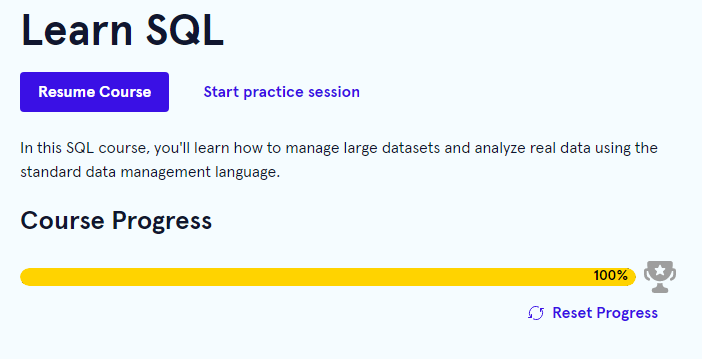 Learn SQL
Resume Course
Start practice session
In this SQL course, you'll learn how to manage large datasets and analyze real data using the
standard data management language.
Course Progress
100%
Reset Progress